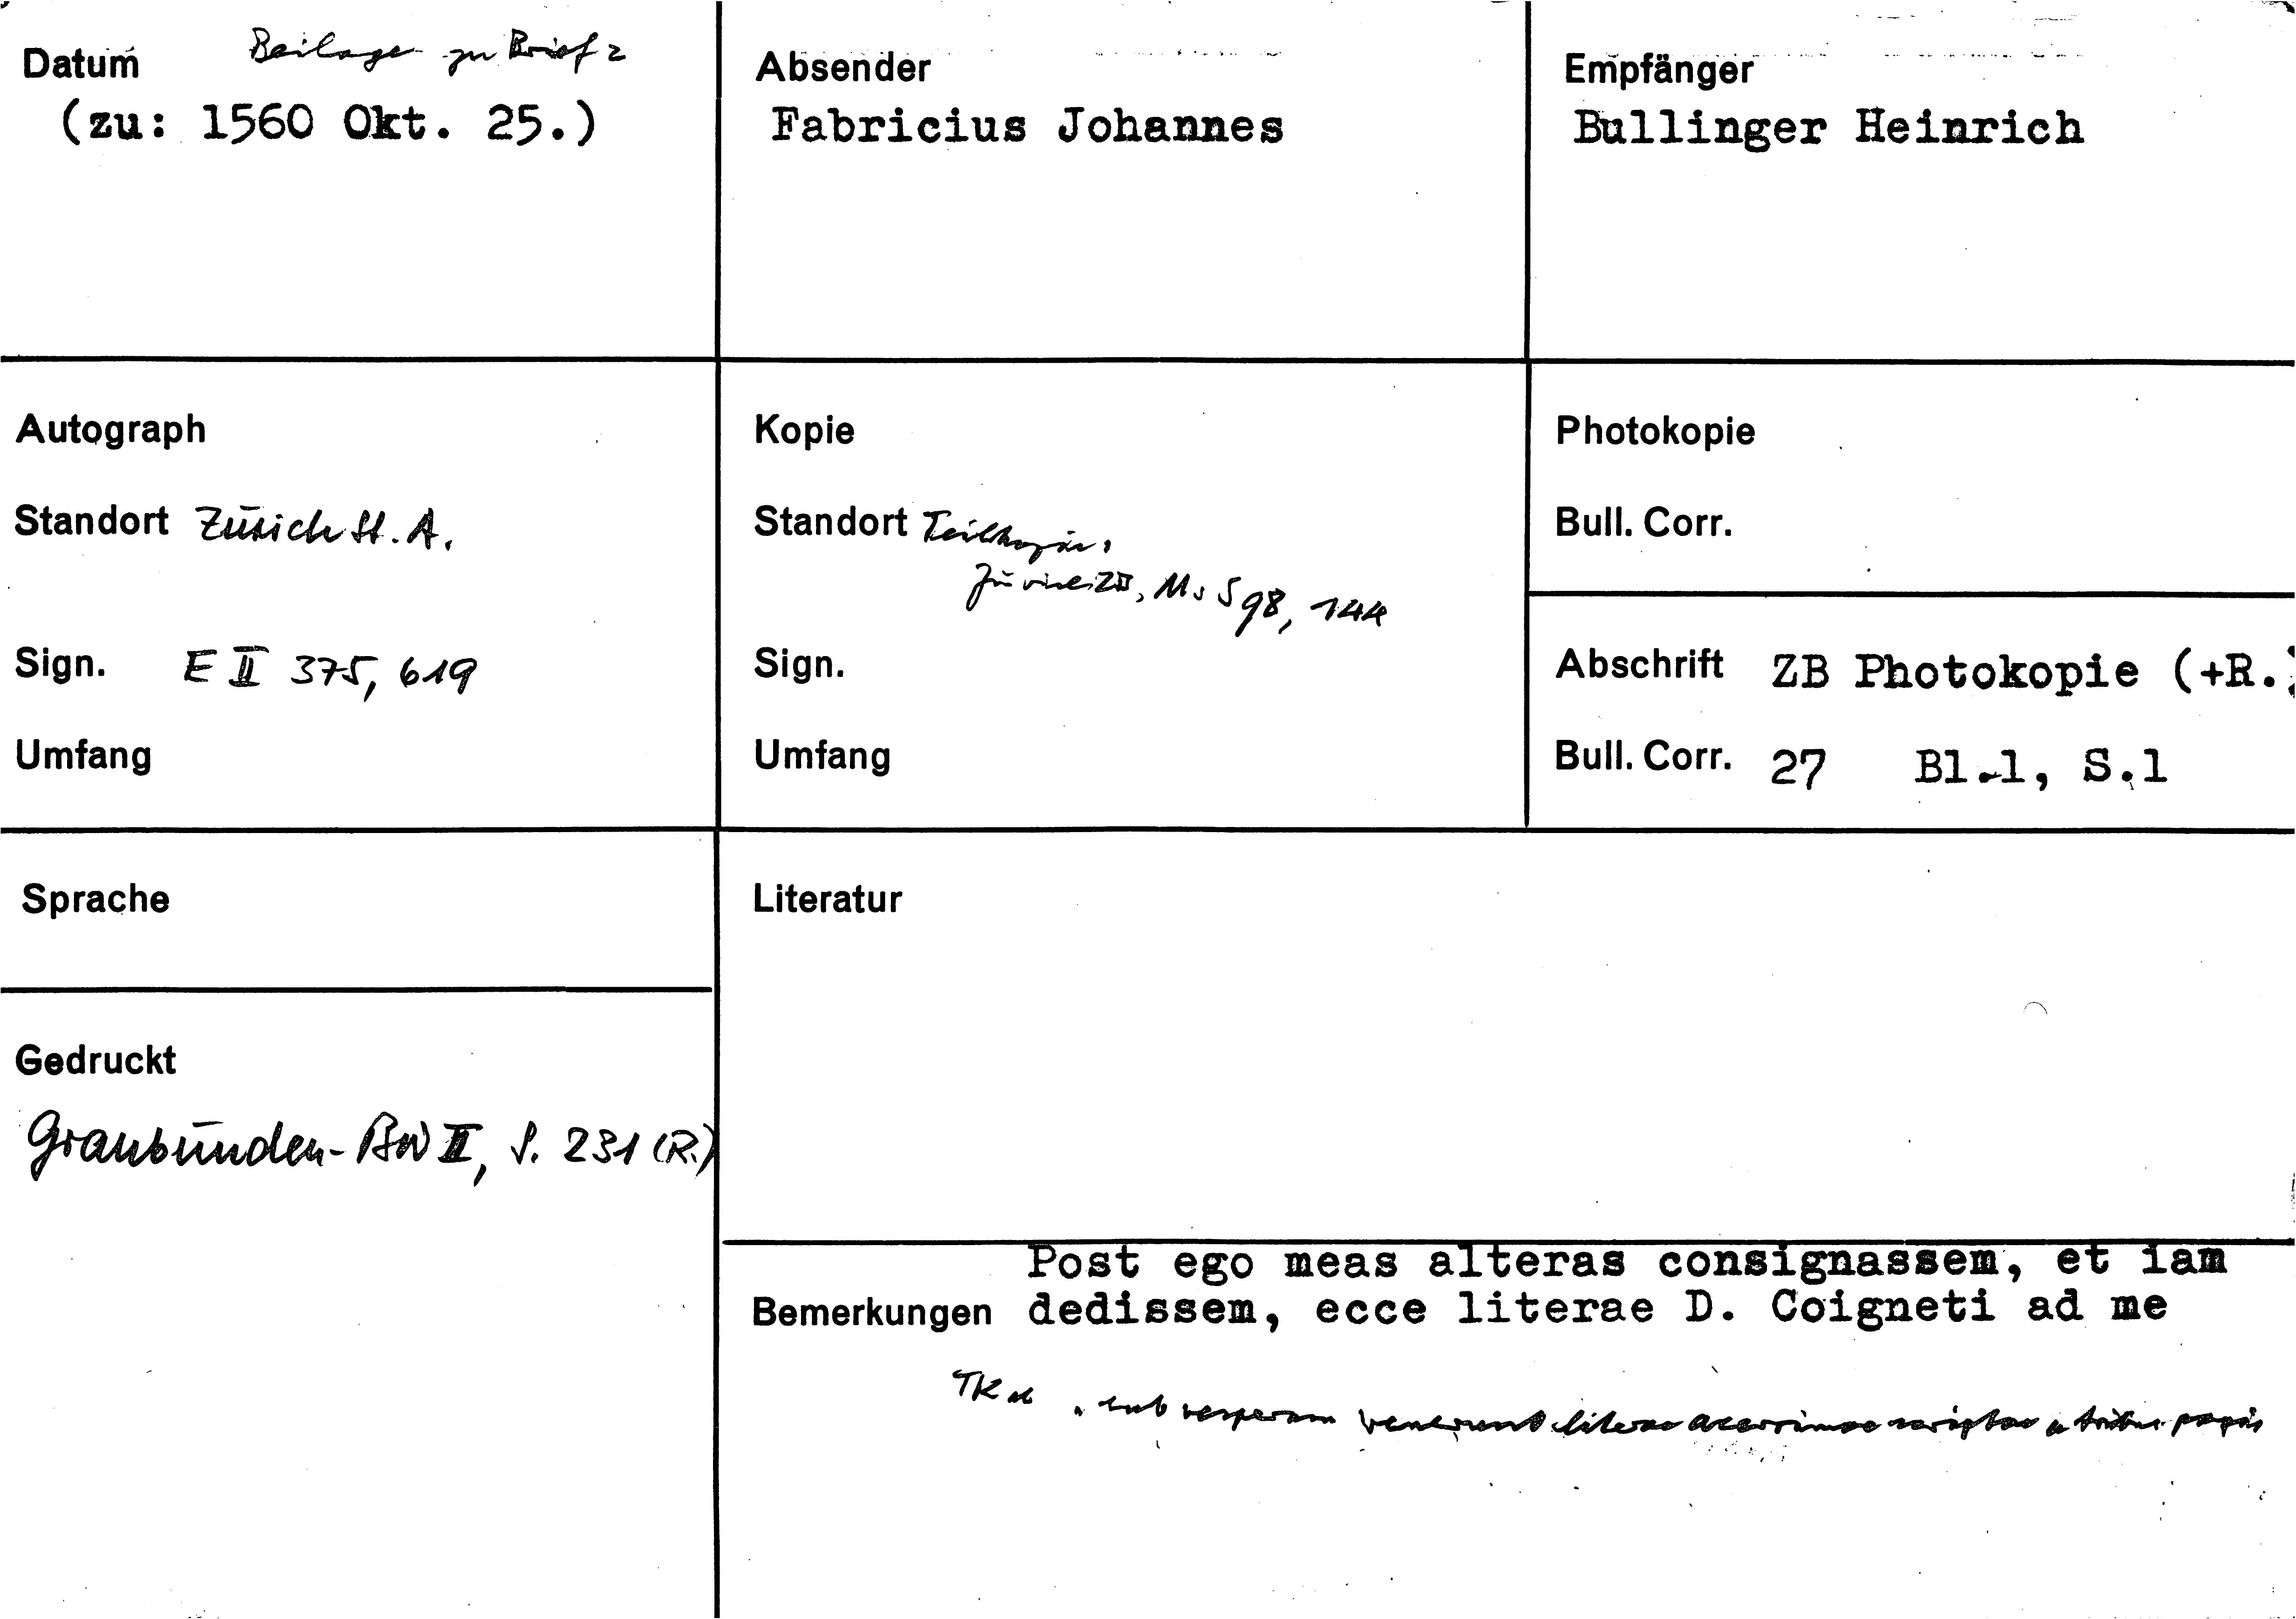 Datum Beilage zu Brief 2
(zu: 1560 Okt. 25.)
Absender
Fabricius Johannes
Empfänger
Bullinger Heinrich
Autograph
Standort Zürich St. A.
Sign. E II 375, 619
Umfang
Kopie
Standort Teilkopie:
Zürich ZB, Ms S 98, 144
Sign.
Umfang
Photokopie
Bull. Corr.
Abschrift ZB Photokopie (+R.)
Bull. Corr. 27 Bl.1, S.1
Sprache
Gedruckt
Graubünden-BW II, S. 231 (R.)
Literatur
Post ego meas alteras consignassem, et iam
Bemerkungen dedissem, ecce literae D. Coigneti ad me
TK sub vesperam venerunt literae acerrimae scriptae a tribus pagis